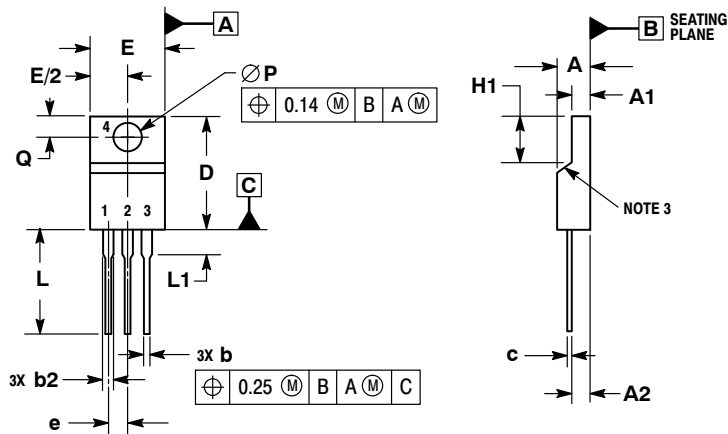 E
A
B SEATING
PLANE
E/2
∅ P
A
H1
A1
⌖ 0.14 Ⓜ B A Ⓜ
4
Q
D
C
NOTE 3
1 2 3
L
L1
3X b
c
3X b2
⌖ 0.25 Ⓜ B A Ⓜ C
A2
e